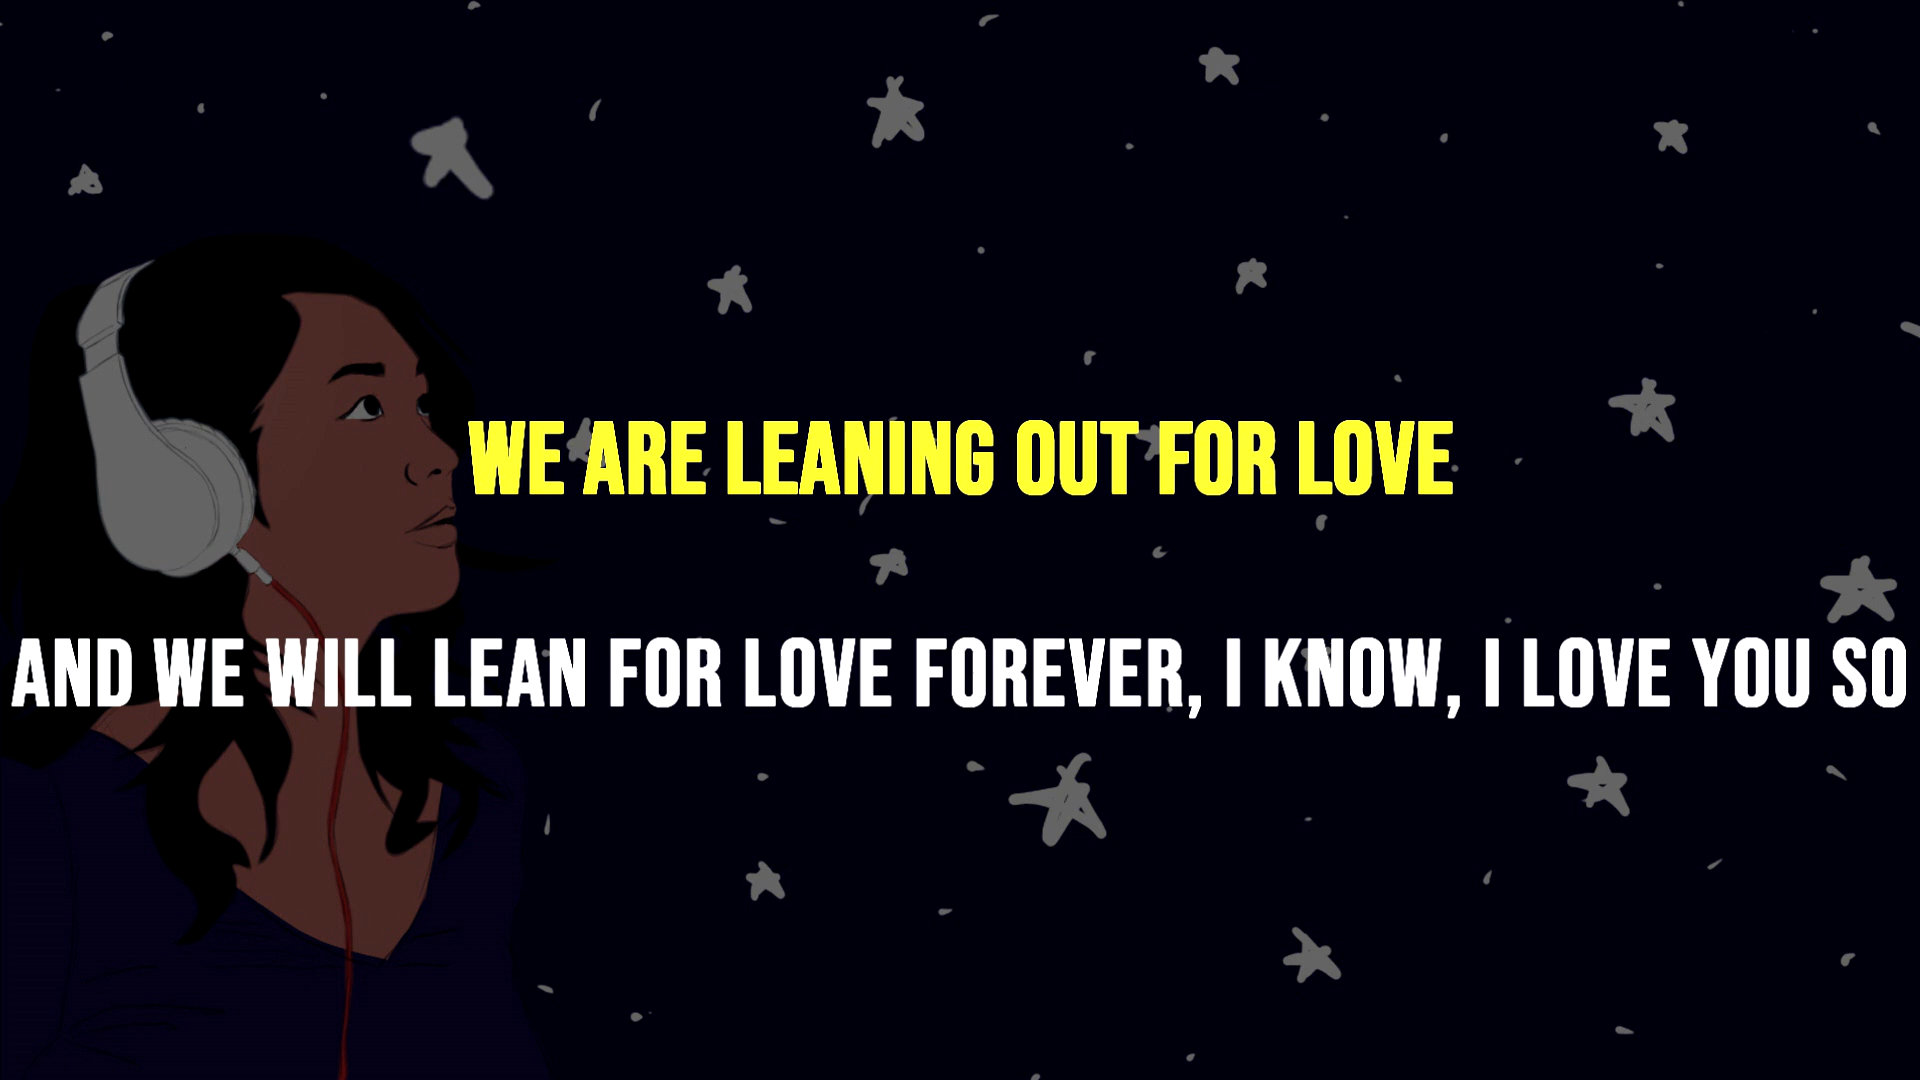 WE ARE LEANING OUT FOR LOVE
AND WE WILL LEAN FOR LOVE FOREVER, I KNOW, I LOVE YOU SO